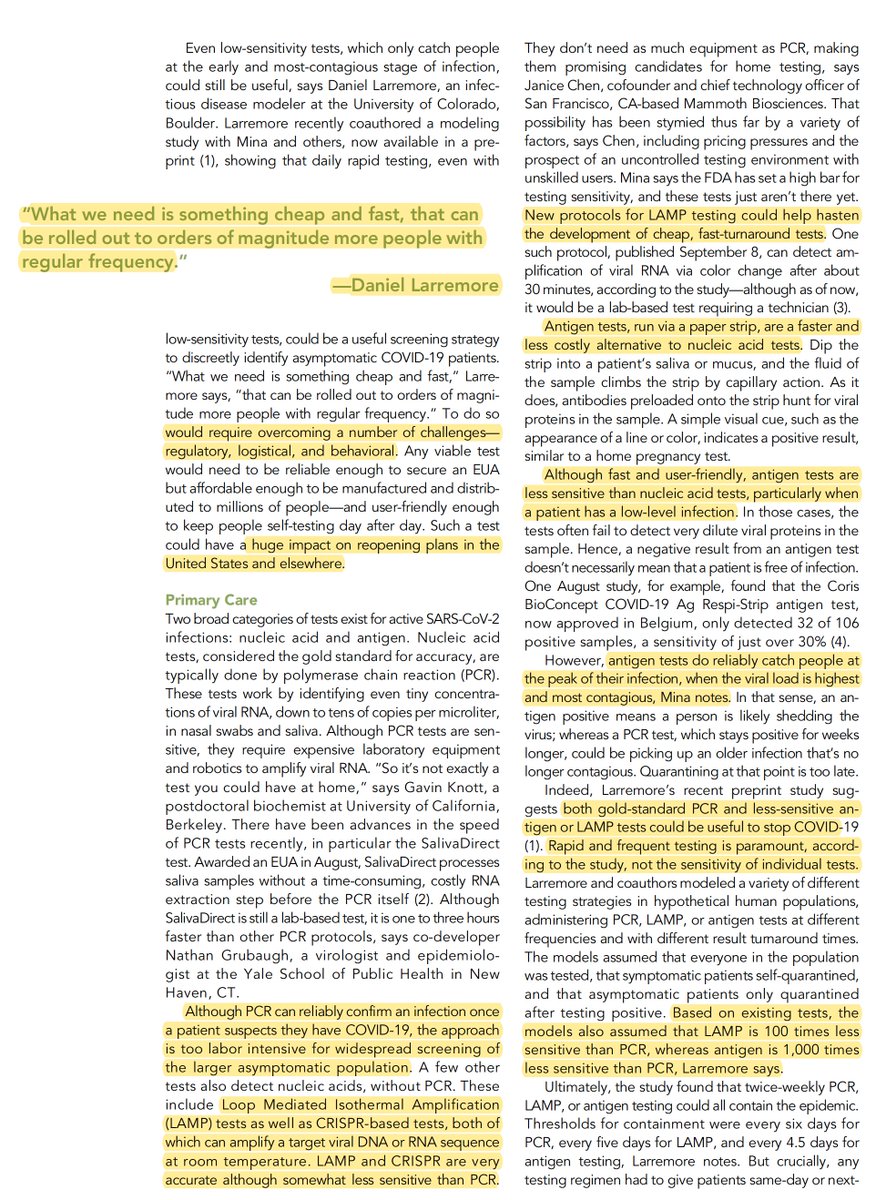 Even low-sensitivity tests, which only catch people
at the early and most-contagious stage of infection,
could still be useful, says Daniel Larremore, an infec-
tious disease modeler at the University of Colorado,
Boulder. Larremore recently coauthored a modeling
study with Mina and others, now available in a pre-
print (1), showing that daily rapid testing, even with
“What we need is something cheap and fast, that can
be rolled out to orders of magnitude more people with
regular frequency.”
—Daniel Larremore
low-sensitivity tests, could be a useful screening strategy
to discreetly identify asymptomatic COVID-19 patients.
“What we need is something cheap and fast,” Larre-
more says, “that can be rolled out to orders of magni-
tude more people with regular frequency.” To do so
would require overcoming a number of challenges—
regulatory, logistical, and behavioral. Any viable test
would need to be reliable enough to secure an EUA
but affordable enough to be manufactured and distrib-
uted to millions of people—and user-friendly enough
to keep people self-testing day after day. Such a test
could have a huge impact on reopening plans in the
United States and elsewhere.
Primary Care
Two broad categories of tests exist for active SARS-CoV-2
infections: nucleic acid and antigen. Nucleic acid
tests, considered the gold standard for accuracy, are
typically done by polymerase chain reaction (PCR).
These tests work by identifying even tiny concentra-
tions of viral RNA, down to tens of copies per microliter,
in nasal swabs and saliva. Although PCR tests are sen-
sitive, they require expensive laboratory equipment
and robotics to amplify viral RNA. “So it’s not exactly a
test you could have at home,” says Gavin Knott, a
postdoctoral biochemist at University of California,
Berkeley. There have been advances in the speed
of PCR tests recently, in particular the SalivaDirect
test. Awarded an EUA in August, SalivaDirect processes
saliva samples without a time-consuming, costly RNA
extraction step before the PCR itself (2). Although
SalivaDirect is still a lab-based test, it is one to three hours
faster than other PCR protocols, says co-developer
Nathan Grubaugh, a virologist and epidemiolo-
gist at the Yale School of Public Health in New
Haven, CT.
Although PCR can reliably confirm an infection once
a patient suspects they have COVID-19, the approach
is too labor intensive for widespread screening of
the larger asymptomatic population. A few other
tests also detect nucleic acids, without PCR. These
include Loop Mediated Isothermal Amplification
(LAMP) tests as well as CRISPR-based tests, both of
which can amplify a target viral DNA or RNA sequence
at room temperature. LAMP and CRISPR are very
accurate although somewhat less sensitive than PCR.
They don’t need as much equipment as PCR, making
them promising candidates for home testing, says
Janice Chen, cofounder and chief technology officer of
San Francisco, CA-based Mammoth Biosciences. That
possibility has been stymied thus far by a variety of
factors, says Chen, including pricing pressures and the
prospect of an uncontrolled testing environment with
unskilled users. Mina says the FDA has set a high bar for
testing sensitivity, and these tests just aren’t there yet.
New protocols for LAMP testing could help hasten
the development of cheap, fast-turnaround tests. One
such protocol, published September 8, can detect am-
plification of viral RNA via color change after about
30 minutes, according to the study—although as of now,
it would be a lab-based test requiring a technician (3).
Antigen tests, run via a paper strip, are a faster and
less costly alternative to nucleic acid tests. Dip the
strip into a patient’s saliva or mucus, and the fluid of
the sample climbs the strip by capillary action. As it
does, antibodies preloaded onto the strip hunt for viral
proteins in the sample. A simple visual cue, such as the
appearance of a line or color, indicates a positive result,
similar to a home pregnancy test.
Although fast and user-friendly, antigen tests are
less sensitive than nucleic acid tests, particularly when
a patient has a low-level infection. In those cases, the
tests often fail to detect very dilute viral proteins in the
sample. Hence, a negative result from an antigen test
doesn’t necessarily mean that a patient is free of infection.
One August study, for example, found that the Coris
BioConcept COVID-19 Ag Respi-Strip antigen test,
now approved in Belgium, only detected 32 of 106
positive samples, a sensitivity of just over 30% (4).
However, antigen tests do reliably catch people at
the peak of their infection, when the viral load is highest
and most contagious, Mina notes. In that sense, an an-
tigen positive means a person is likely shedding the
virus; whereas a PCR test, which stays positive for weeks
longer, could be picking up an older infection that’s no
longer contagious. Quarantining at that point is too late.
Indeed, Larremore’s recent preprint study sug-
gests both gold-standard PCR and less-sensitive an-
tigen or LAMP tests could be useful to stop COVID-19
(1). Rapid and frequent testing is paramount, accord-
ing to the study, not the sensitivity of individual tests.
Larremore and coauthors modeled a variety of different
testing strategies in hypothetical human populations,
administering PCR, LAMP, or antigen tests at different
frequencies and with different result turnaround times.
The models assumed that everyone in the population
was tested, that symptomatic patients self-quarantined,
and that asymptomatic patients only quarantined
after testing positive. Based on existing tests, the
models also assumed that LAMP is 100 times less
sensitive than PCR, whereas antigen is 1,000 times
less sensitive than PCR, Larremore says.
Ultimately, the study found that twice-weekly PCR,
LAMP, or antigen testing could all contain the epidemic.
Thresholds for containment were every six days for
PCR, every five days for LAMP, and every 4.5 days for
antigen testing, Larremore notes. But crucially, any
testing regimen had to give patients same-day or next-